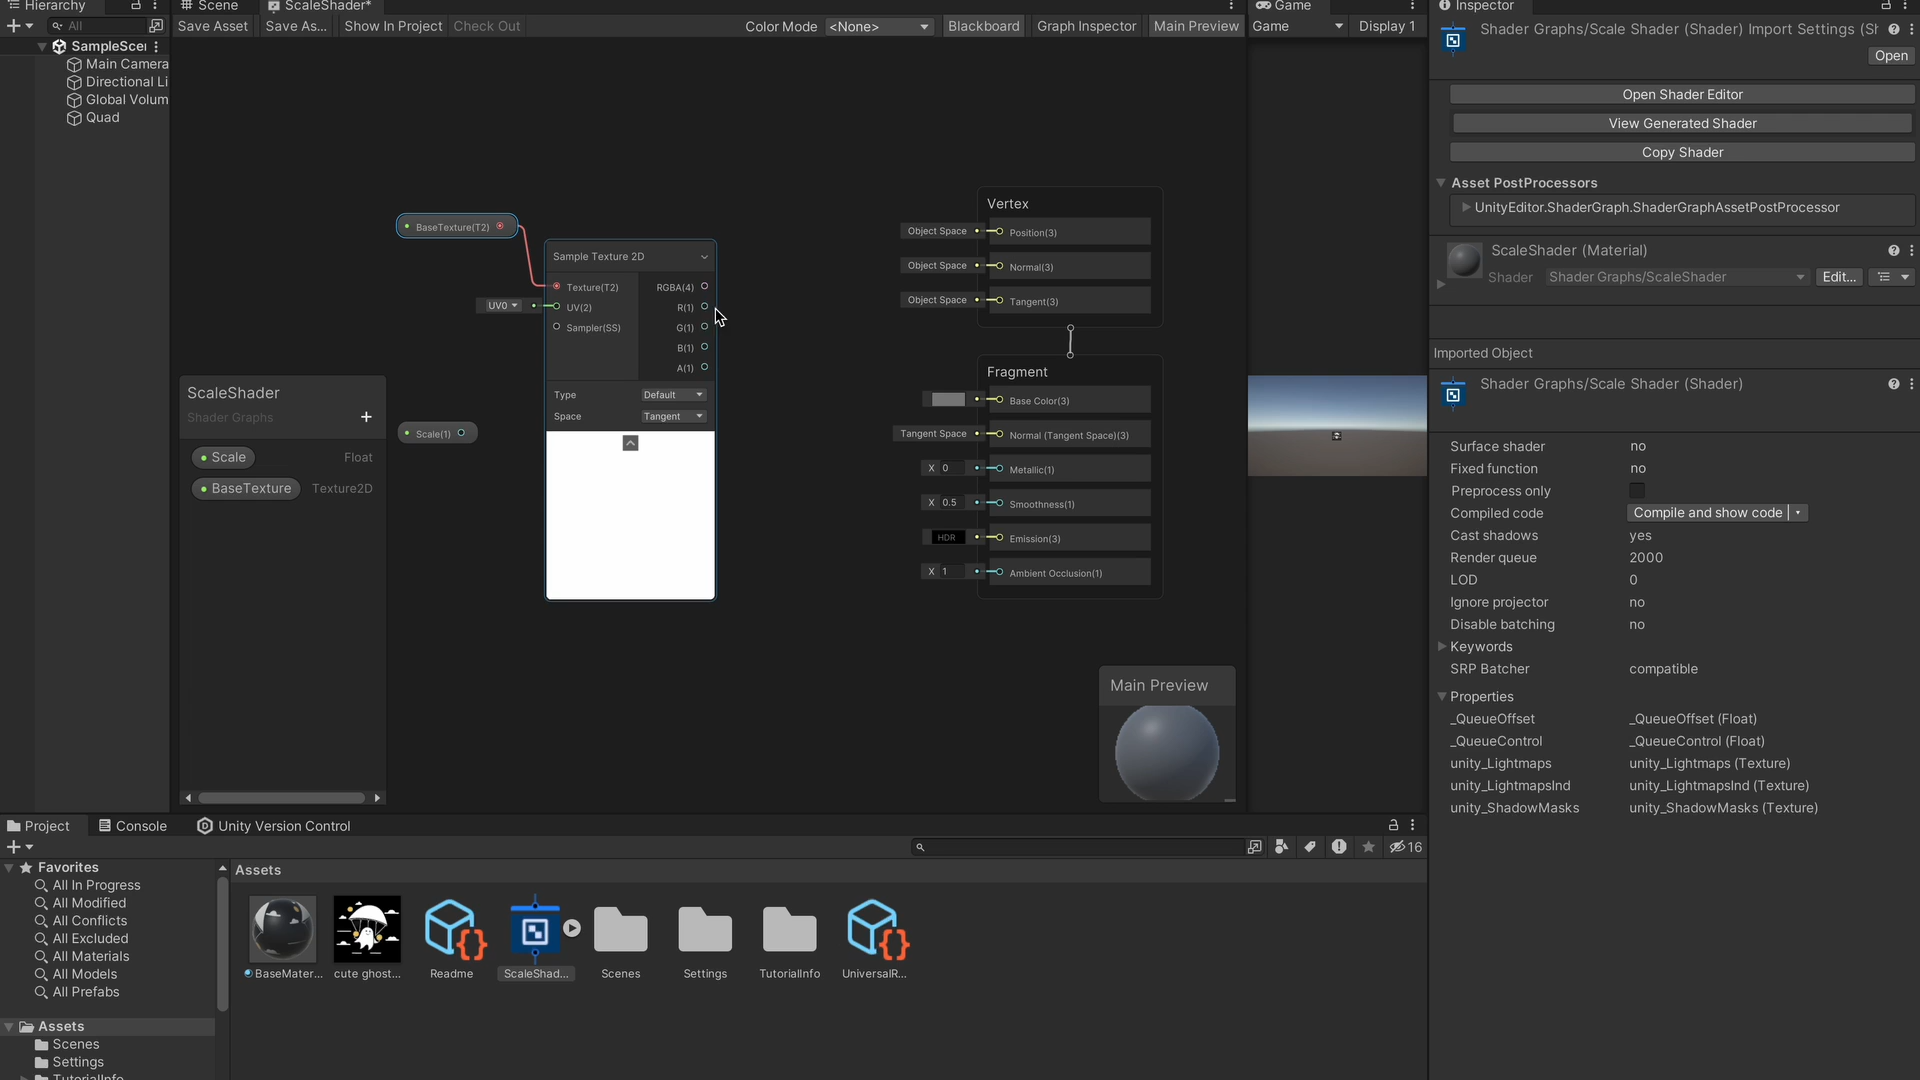 Hierarchy
All
SampleScei
Main Camera
Directional Li
Global Volum
Quad
Scene
ScaleShader*
Save Asset
Save As...
Show In Project
Check Out
Color Mode
<None>
Blackboard
Graph Inspector
Main Preview
BaseTexture(T2)
Sample Texture 2D
Texture(T2)
RGBA(4)
UV0
UV(2)
R(1)
Sampler(SS)
G(1)
B(1)
A(1)
Type
Default
Space
Tangent
ScaleShader
Shader Graphs
Scale
Float
BaseTexture
Texture2D
Scale(1)
Vertex
Object Space
Position(3)
Object Space
Normal(3)
Object Space
Tangent(3)
Fragment
Base Color(3)
Tangent Space
Normal (Tangent Space)(3)
X 0
Metallic(1)
X 0.5
Smoothness(1)
HDR
Emission(3)
X 1
Ambient Occlusion(1)
Main Preview
Game
Game
Display 1
Inspector
Shader Graphs/Scale Shader (Shader) Import Settings (Sh
Open
Open Shader Editor
View Generated Shader
Copy Shader
Asset PostProcessors
UnityEditor.ShaderGraph.ShaderGraphAssetPostProcessor
ScaleShader (Material)
Shader
Shader Graphs/ScaleShader
Edit...
Imported Object
Shader Graphs/Scale Shader (Shader)
Surface shader no
Fixed function no
Preprocess only
Compiled code Compile and show code
Cast shadows yes
Render queue 2000
LOD 0
Ignore projector no
Disable batching no
Keywords
SRP Batcher compatible
Properties
_QueueOffset _QueueOffset (Float)
_QueueControl _QueueControl (Float)
unity_Lightmaps unity_Lightmaps (Texture)
unity_LightmapsInd unity_LightmapsInd (Texture)
unity_ShadowMasks unity_ShadowMasks (Texture)
Project
Console
Unity Version Control
16
Favorites
All In Progress
All Modified
All Conflicts
All Excluded
All Materials
All Models
All Prefabs
Assets
Scenes
Settings
TutorialInfo
Assets
BaseMater...
cute ghost...
Readme
ScaleShad...
Scenes
Settings
TutorialInfo
UniversalR...